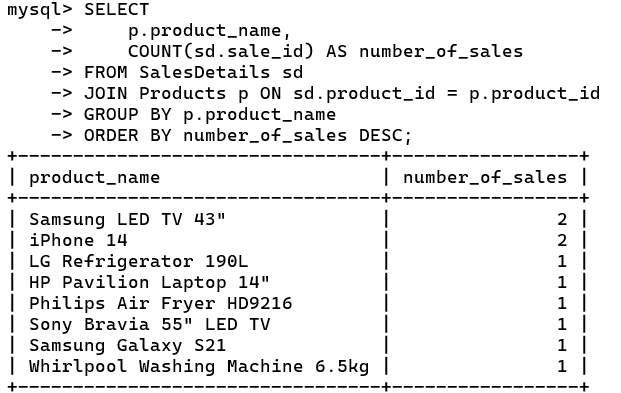 mysql> SELECT
    ->     p.product_name,
    ->     COUNT(sd.sale_id) AS number_of_sales
    -> FROM SalesDetails sd
    -> JOIN Products p ON sd.product_id = p.product_id
    -> GROUP BY p.product_name
    -> ORDER BY number_of_sales DESC;
+---------------------------------+-----------------+
| product_name                    | number_of_sales |
+---------------------------------+-----------------+
| Samsung LED TV 43"              |               2 |
| iPhone 14                       |               2 |
| LG Refrigerator 190L            |               1 |
| HP Pavilion Laptop 14"          |               1 |
| Philips Air Fryer HD9216        |               1 |
| Sony Bravia 55" LED TV          |               1 |
| Samsung Galaxy S21              |               1 |
| Whirlpool Washing Machine 6.5kg |               1 |
+---------------------------------+-----------------+